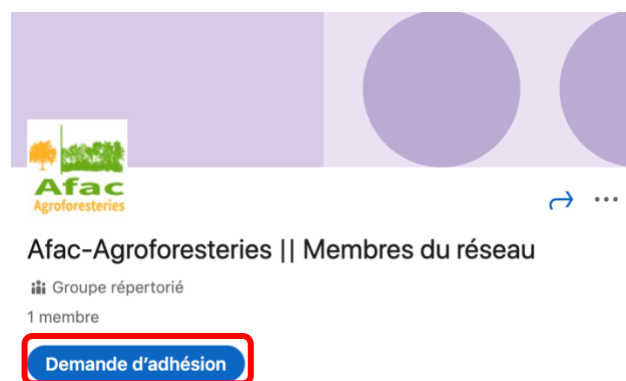 Afac
Agroforesteries
Afac-Agroforesteries || Membres du réseau
Groupe répertorié
1 membre
Demande d’adhésion